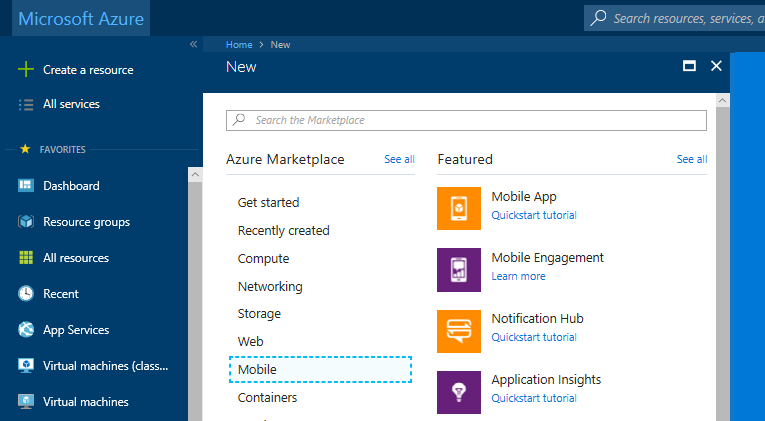 Microsoft Azure
Search resources, services, a
Home > New
Create a resource
All services
FAVORITES
Dashboard
Resource groups
All resources
Recent
App Services
Virtual machines (class...
Virtual machines
New
Search the Marketplace
Azure Marketplace See all
Get started
Recently created
Compute
Networking
Storage
Web
Mobile
Containers
Featured See all
Mobile App
Quickstart tutorial
Mobile Engagement
Learn more
Notification Hub
Quickstart tutorial
Application Insights
Quickstart tutorial